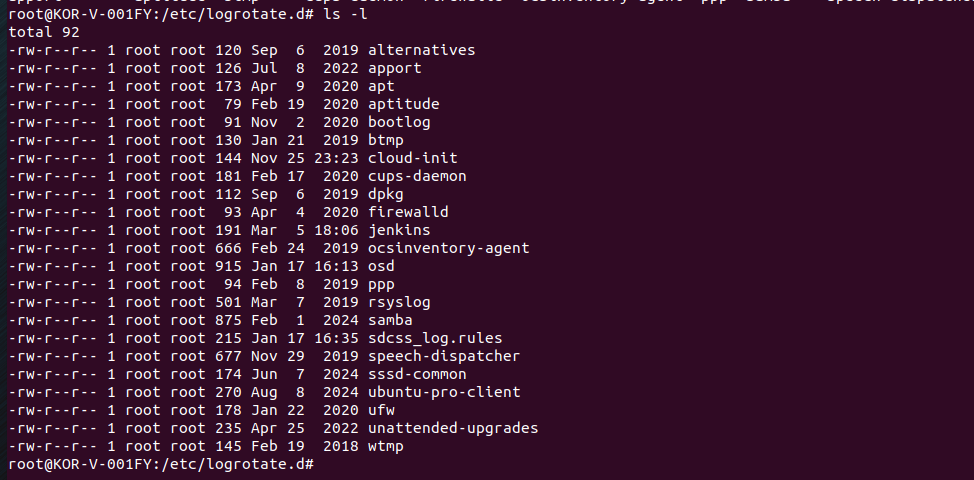 root@KOR-V-001FY:/etc/logrotate.d# ls -l
total 92
-rw-r--r-- 1 root root 120 Sep  6  2019 alternatives
-rw-r--r-- 1 root root 126 Jul  8  2022 apport
-rw-r--r-- 1 root root 173 Apr  9  2020 apt
-rw-r--r-- 1 root root  79 Feb 19  2020 aptitude
-rw-r--r-- 1 root root  91 Nov  2  2020 bootlog
-rw-r--r-- 1 root root 130 Jan 21  2019 btmp
-rw-r--r-- 1 root root 144 Nov 25 23:23 cloud-init
-rw-r--r-- 1 root root 181 Feb 17  2020 cups-daemon
-rw-r--r-- 1 root root 112 Sep  6  2019 dpkg
-rw-r--r-- 1 root root  93 Apr  4  2020 firewalld
-rw-r--r-- 1 root root 191 Mar  5 18:06 jenkins
-rw-r--r-- 1 root root 666 Feb 24  2019 ocsinventory-agent
-rw-r--r-- 1 root root 915 Jan 17 16:13 osd
-rw-r--r-- 1 root root  94 Feb  8  2019 ppp
-rw-r--r-- 1 root root 501 Mar  7  2019 rsyslog
-rw-r--r-- 1 root root 875 Feb  1  2024 samba
-rw-r--r-- 1 root root 215 Jan 17 16:35 sdcss_log.rules
-rw-r--r-- 1 root root 677 Nov 29  2019 speech-dispatcher
-rw-r--r-- 1 root root 174 Jun  7  2024 sssd-common
-rw-r--r-- 1 root root 270 Aug  8  2024 ubuntu-pro-client
-rw-r--r-- 1 root root 178 Jan 22  2020 ufw
-rw-r--r-- 1 root root 235 Apr 25  2022 unattended-upgrades
-rw-r--r-- 1 root root 145 Feb 19  2018 wtmp
root@KOR-V-001FY:/etc/logrotate.d#